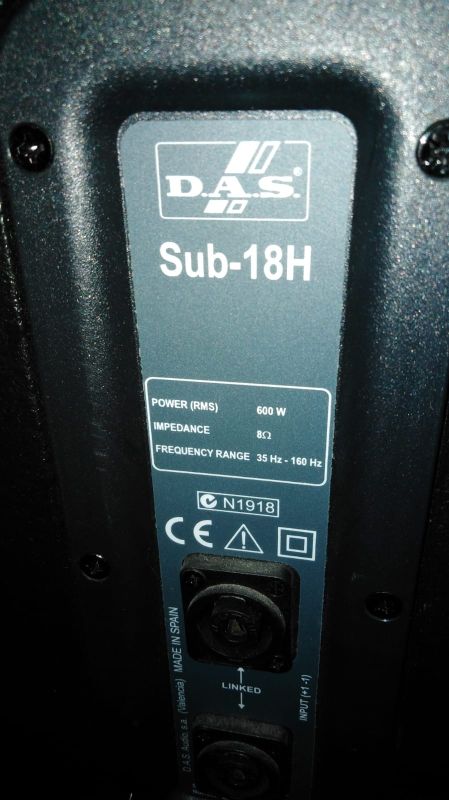 D.A.S.®
Sub-18H
POWER (RMS) 600 W
IMPEDANCE 8Ω
FREQUENCY RANGE 35 Hz - 160 Hz
N1918
CE
LINKED
INPUT (+1 -1)
D.A.S. Audio, s.a. (Valencia) MADE IN SPAIN